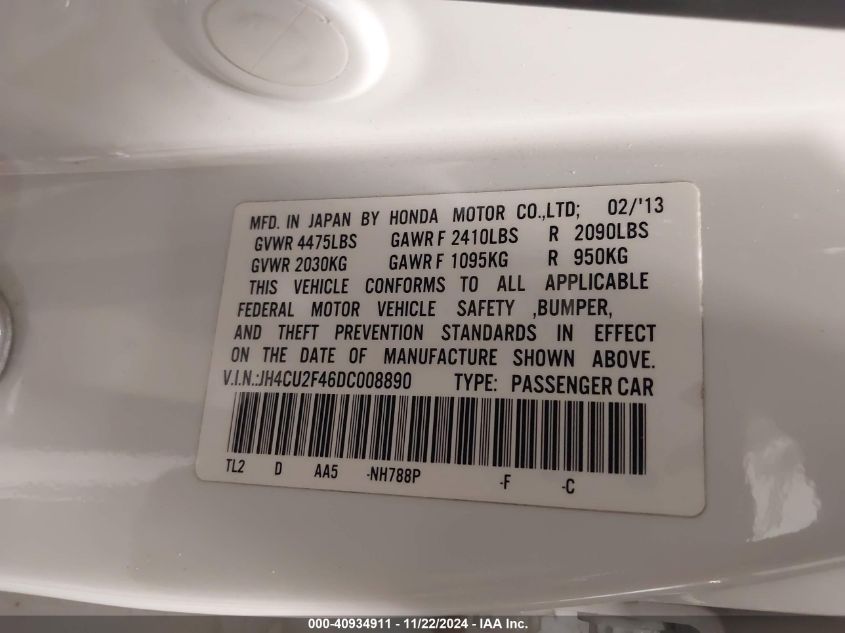 MFD. IN JAPAN BY HONDA MOTOR CO.,LTD; 02/'13
GVWR 4475LBS GAWR F 2410LBS R 2090LBS
GVWR 2030KG GAWR F 1095KG R 950KG
THIS VEHICLE CONFORMS TO ALL APPLICABLE
FEDERAL MOTOR VEHICLE SAFETY ,BUMPER,
AND THEFT PREVENTION STANDARDS IN EFFECT
ON THE DATE OF MANUFACTURE SHOWN ABOVE.
V.I.N.:JH4CU2F46DC008890 TYPE: PASSENGER CAR
TL2 D AA5 -NH788P -F -C
000-40934911 - 11/22/2024 - IAA Inc.